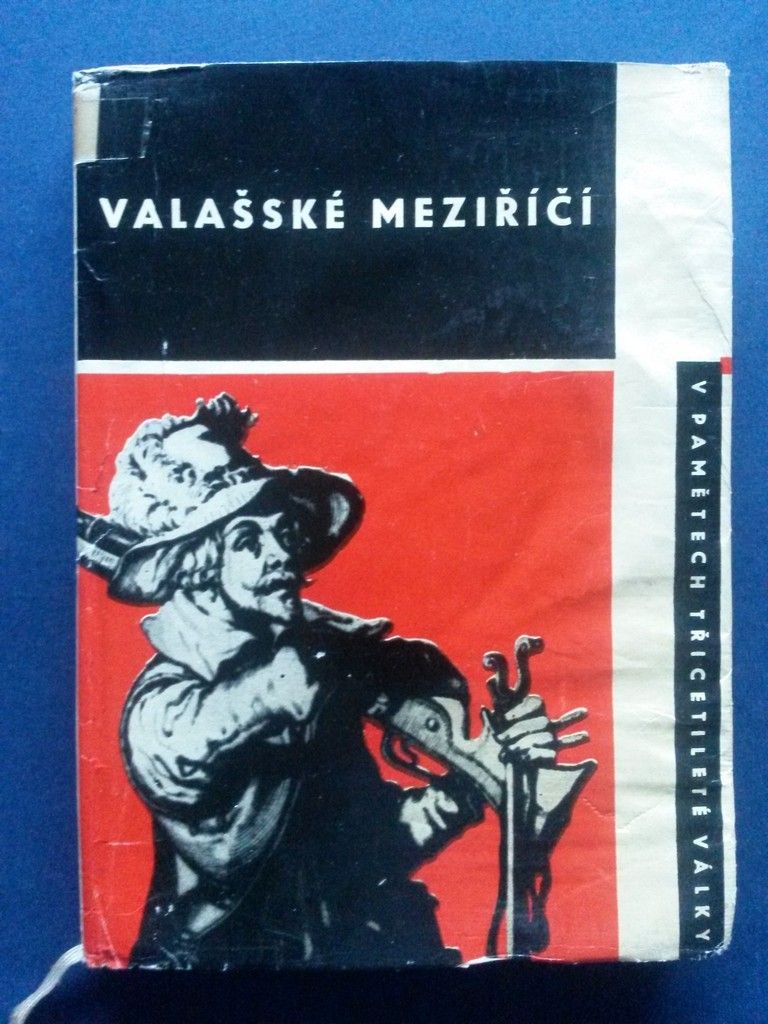 VALAŠSKÉ MEZIŘÍČÍ
V PAMĚTECH TŘICETILETÉ VÁLKY